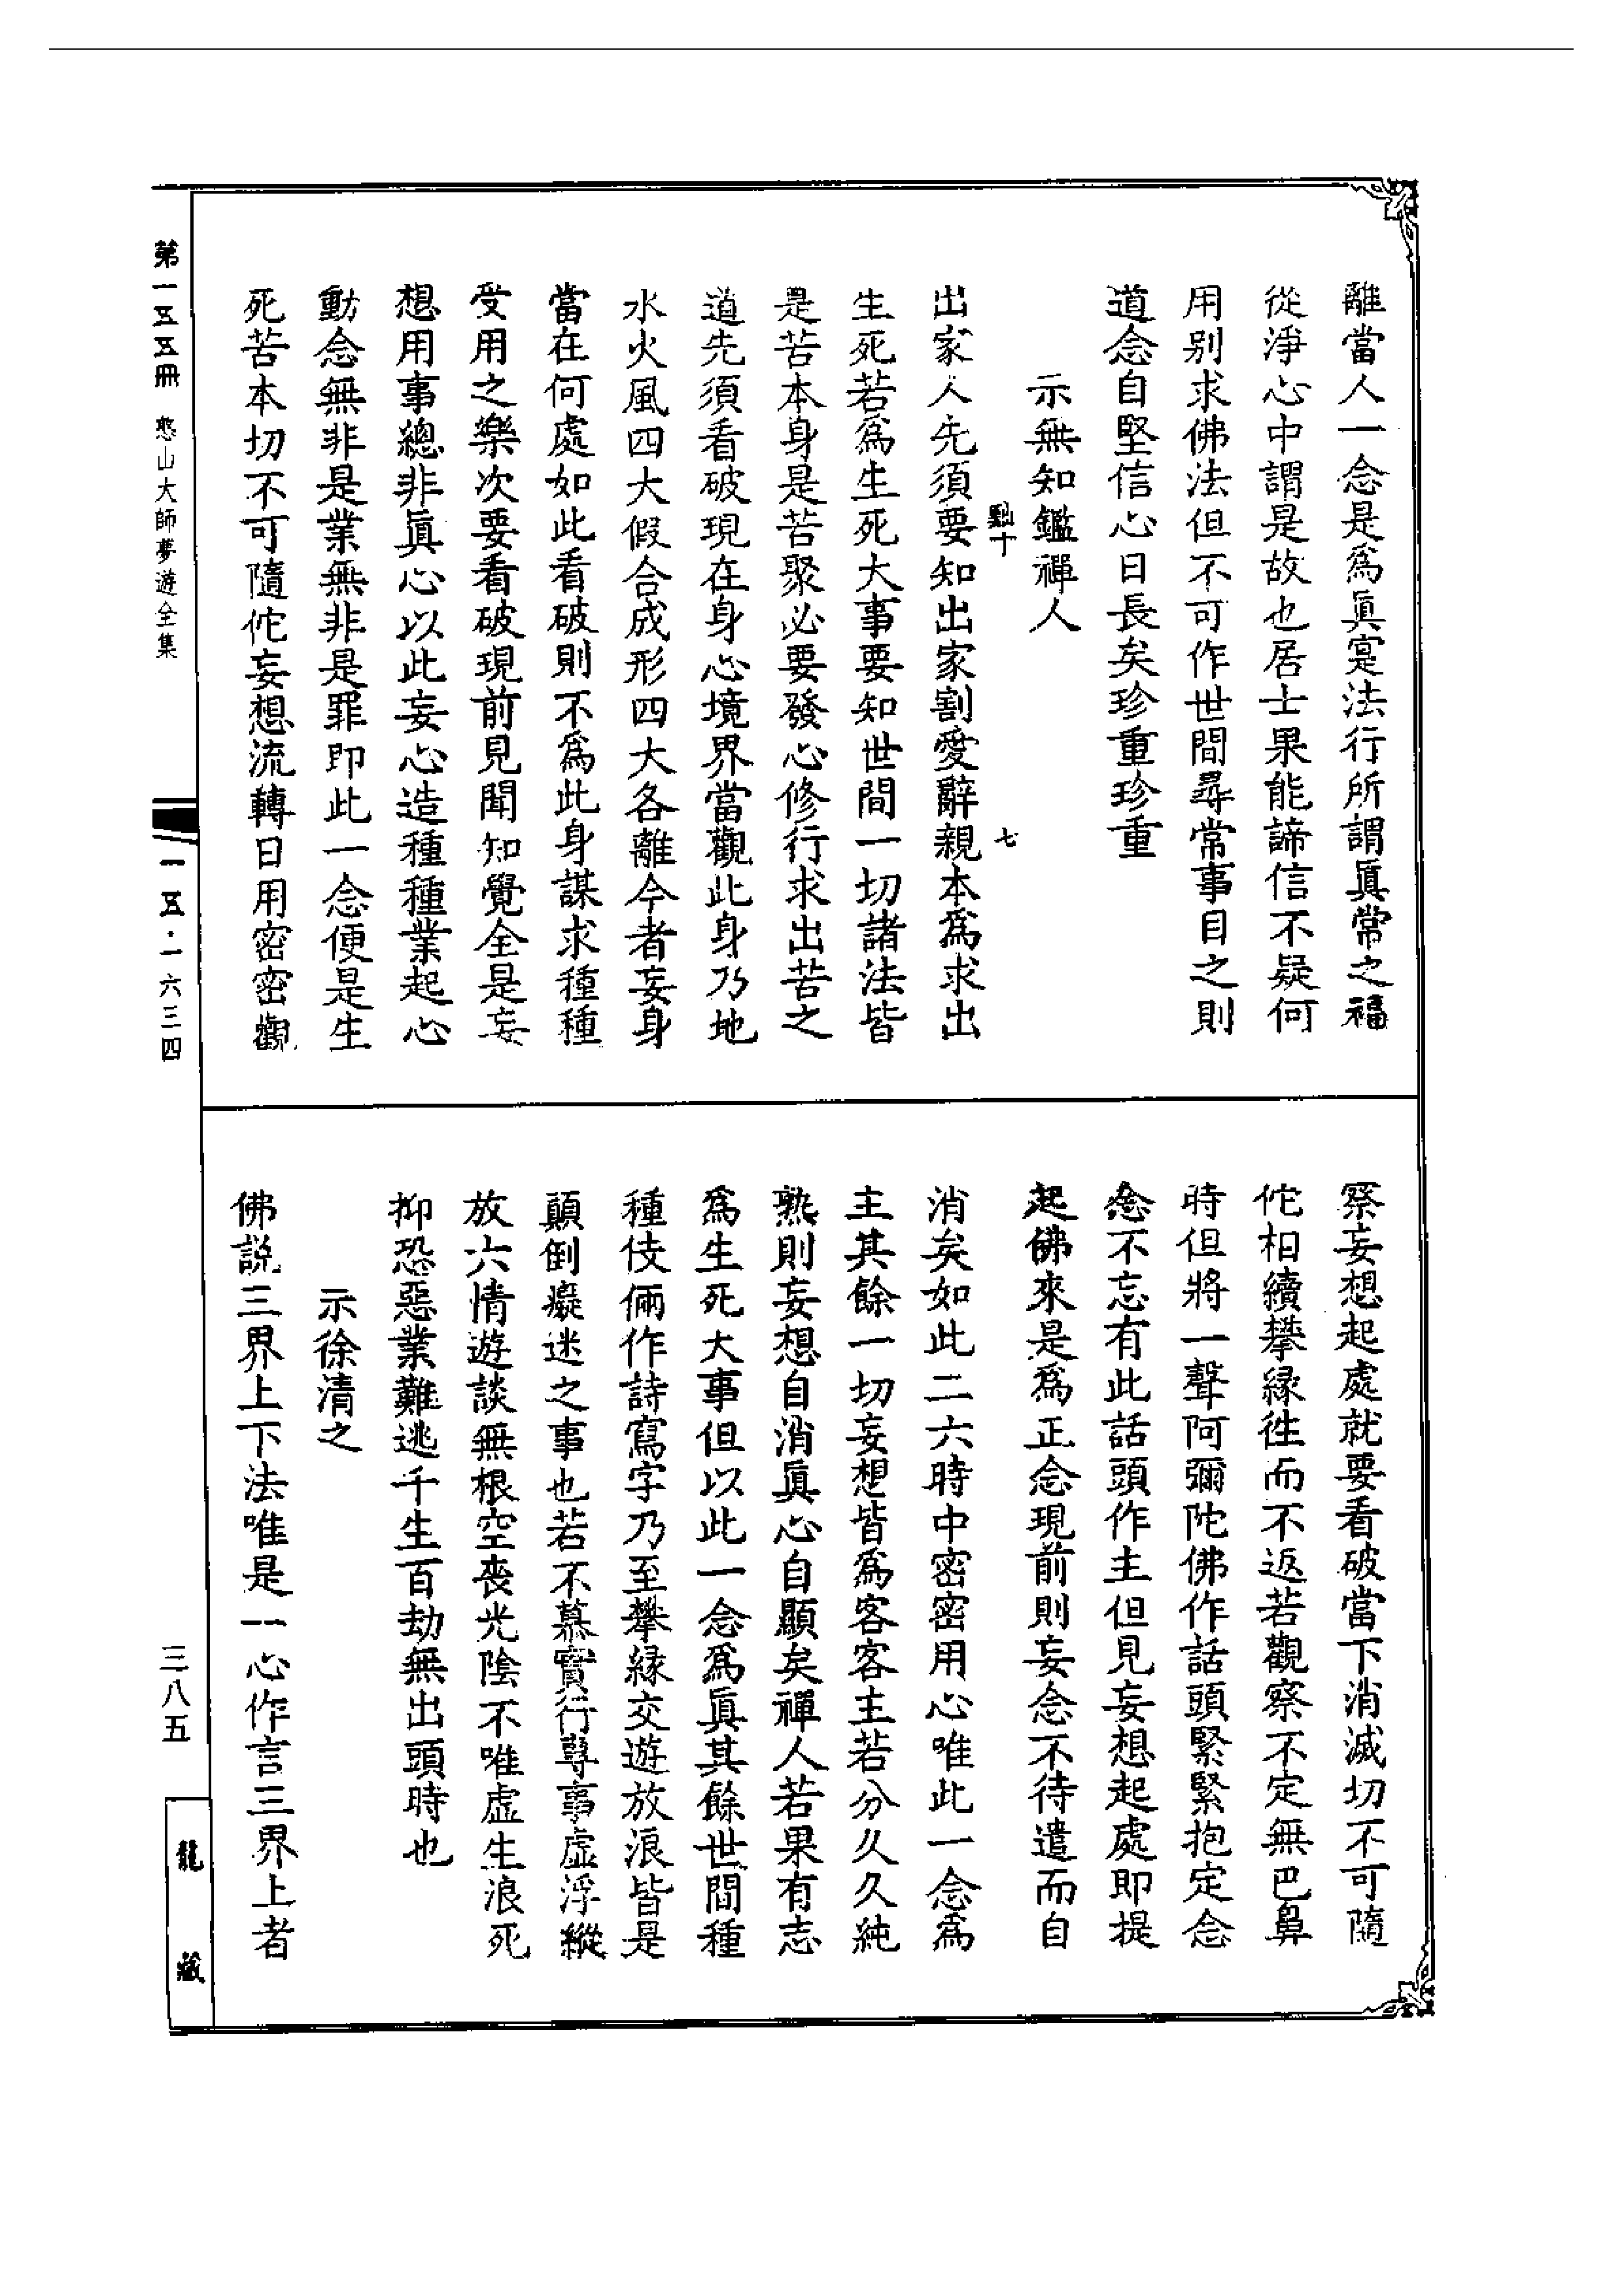 離當人一念是爲眞寔法行所謂眞常之福
從淨心中謂是故也居士果能諦信不疑何
用别求佛法但不可作世間尋常事目之則
道念自堅信心日長矣珍重珍重
示無知鑑禪人
點十　七
出家人先須要知出家割愛辭親本爲求出
生死若爲生死大事要知世間一切諸法皆
是苦本身是苦聚必要發心修行求出苦之
道先須看破現在身心境界當觀此身乃地
水火風四大假合成形四大各離今者妄身
當在何處如此看破則不爲此身謀求種種
受用之樂次要看破現前見聞知覺全是妄
想用事總非眞心以此妄心造種種業起心
動念無非是業無非是罪即此一念便是生
死苦本切不可隨佗妄想流轉日用密密觀
察妄想起處就要看破當下消滅切不可隨
佗相續攀緣徃而不返若觀察不定無巴鼻
時但將一聲阿彌陀佛作話頭緊緊抱定念
念不忘有此話頭作主但見妄想起處即提
起佛來是爲正念現前則妄念不待遣而自
消矣如此二六時中密密用心唯此一念爲
主其餘一切妄想皆爲客客主若分久久純
熟則妄想自消眞心自顯矣禪人若果有志
爲生死大事但以此一念爲眞其餘世間種
種伎倆作詩寫字乃至攀緣交遊放浪皆是
顛倒癡迷之事也若不慕實行專事虛浮縱
放六情遊談無根空喪光陰不唯虛生浪死
抑恐惡業難逃千生百劫無出頭時也
示徐清之
佛説三界上下法唯是一心作言三界上者
第一五五冊　憨山大師夢遊全集
一五·一六三四
三八五
龍藏